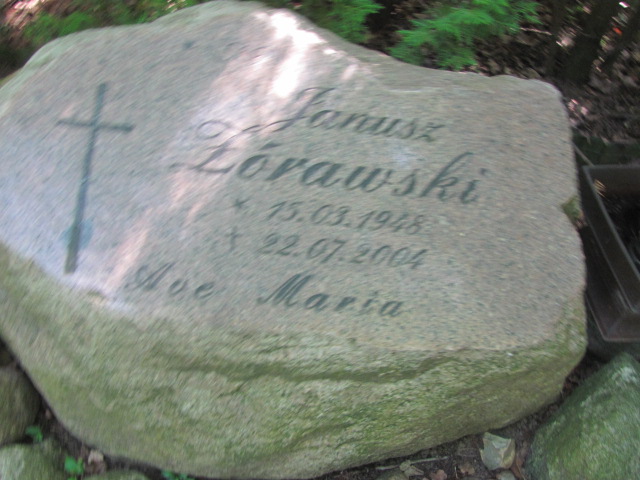 Janusz
Żórawski
* 15.03.1948
† 22.07.2004
Ave Maria